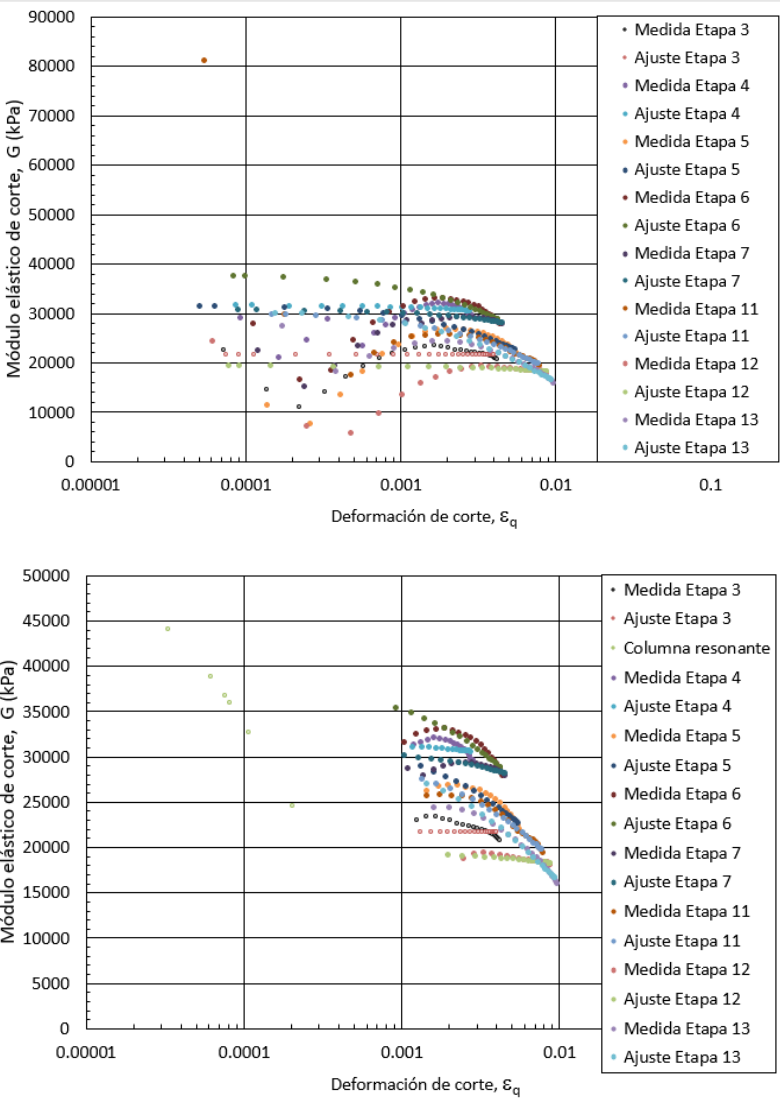 90000
80000
70000
60000
50000
40000
30000
20000
10000
0
Módulo elástico de corte, G (kPa)
0.00001
0.0001
0.001
0.01
0.1
Deformación de corte, εq
Medida Etapa 3
Ajuste Etapa 3
Medida Etapa 4
Ajuste Etapa 4
Medida Etapa 5
Ajuste Etapa 5
Medida Etapa 6
Ajuste Etapa 6
Medida Etapa 7
Ajuste Etapa 7
Medida Etapa 11
Ajuste Etapa 11
Medida Etapa 12
Ajuste Etapa 12
Medida Etapa 13
Ajuste Etapa 13
50000
45000
40000
35000
30000
25000
20000
15000
10000
5000
0
Módulo elástico de corte, G (kPa)
0.00001
0.0001
0.001
0.01
Deformación de corte, εq
Medida Etapa 3
Ajuste Etapa 3
Columna resonante
Medida Etapa 4
Ajuste Etapa 4
Medida Etapa 5
Ajuste Etapa 5
Medida Etapa 6
Ajuste Etapa 6
Medida Etapa 7
Ajuste Etapa 7
Medida Etapa 11
Ajuste Etapa 11
Medida Etapa 12
Ajuste Etapa 12
Medida Etapa 13
Ajuste Etapa 13